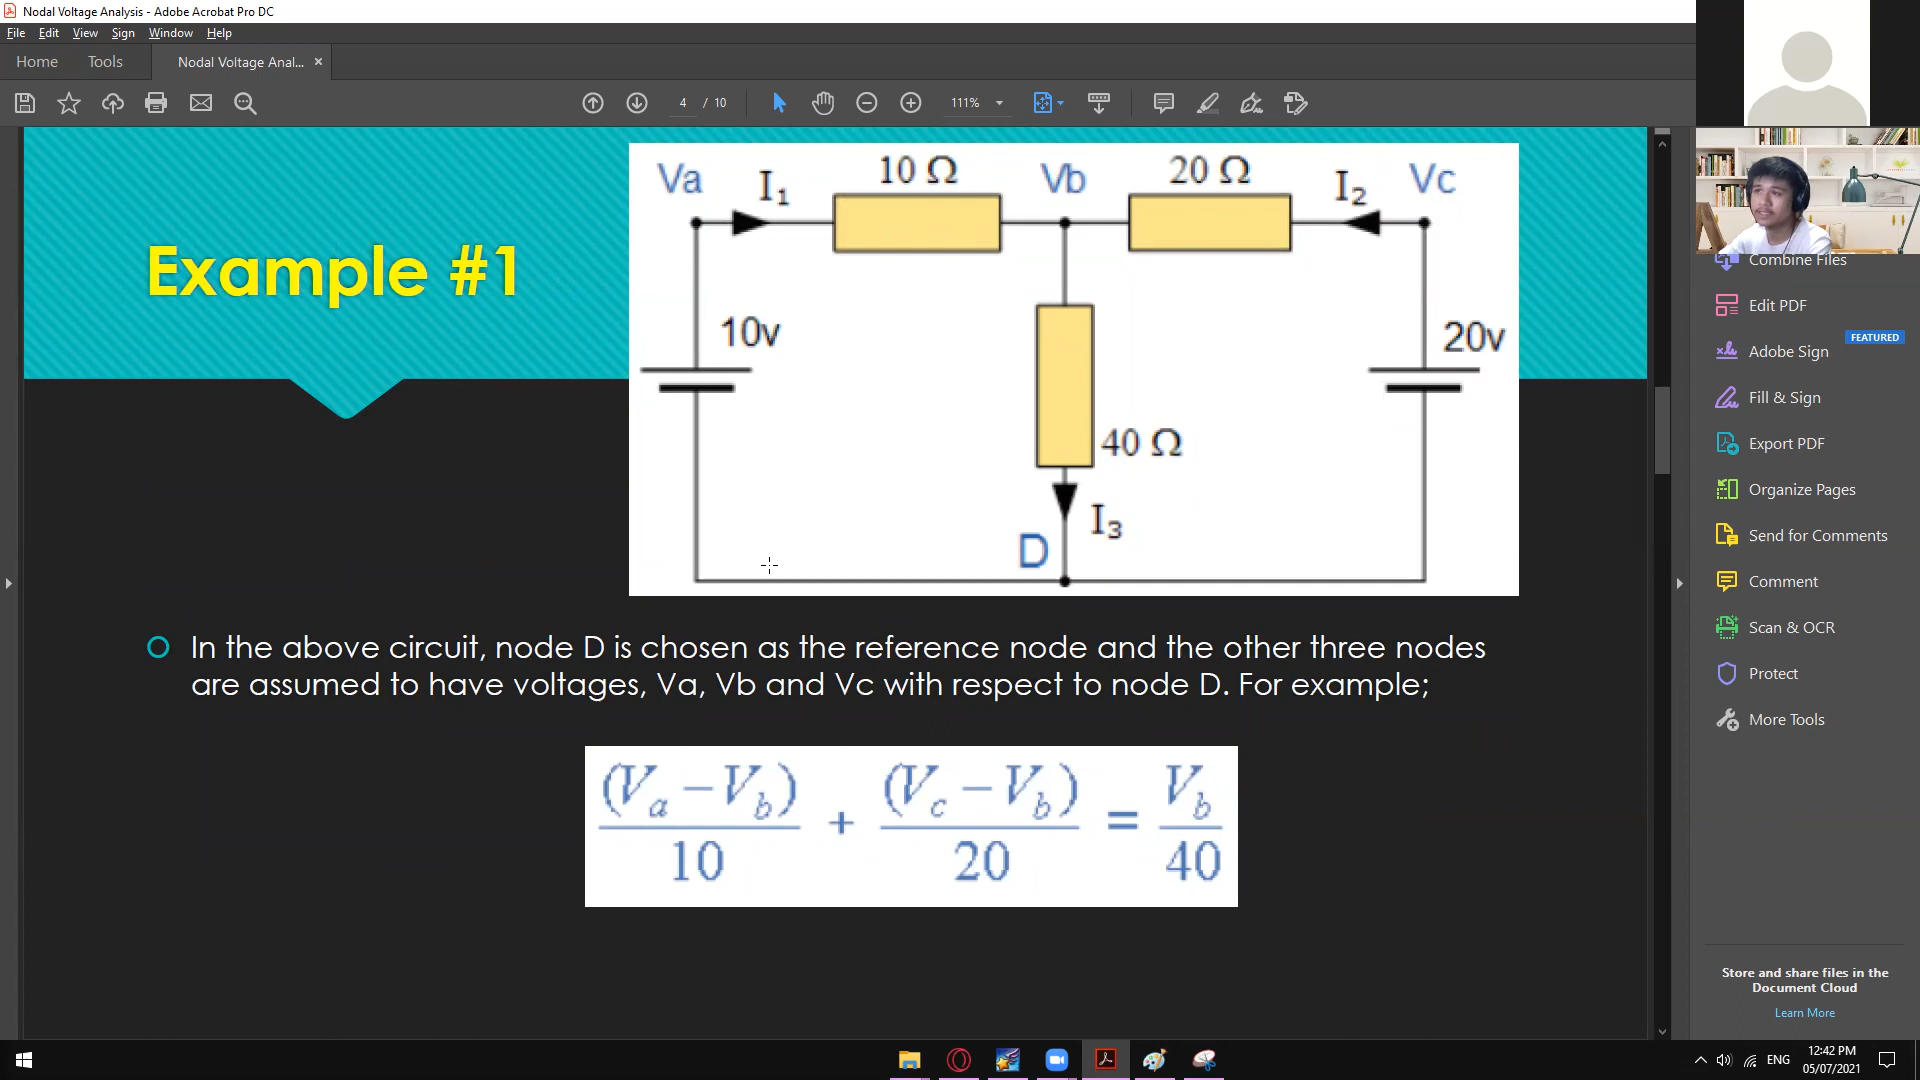 Nodal Voltage Analysis - Adobe Acrobat Pro DC
File Edit View Sign Window Help
Home Tools Nodal Voltage Anal... ×
4 / 10 111%
Example #1
Va I₁ 10 Ω Vb 20 Ω I₂ Vc
10v 20v
40 Ω
I₃
D
In the above circuit, node D is chosen as the reference node and the other three nodes
are assumed to have voltages, Va, Vb and Vc with respect to node D. For example;
(V_a − V_b)/10 + (V_c − V_b)/20 = V_b/40
Combine Files
Edit PDF
FEATURED
Adobe Sign
Fill & Sign
Export PDF
Organize Pages
Send for Comments
Comment
Scan & OCR
Protect
More Tools
Store and share files in the
Document Cloud
Learn More
ENG
12:42 PM
05/07/2021